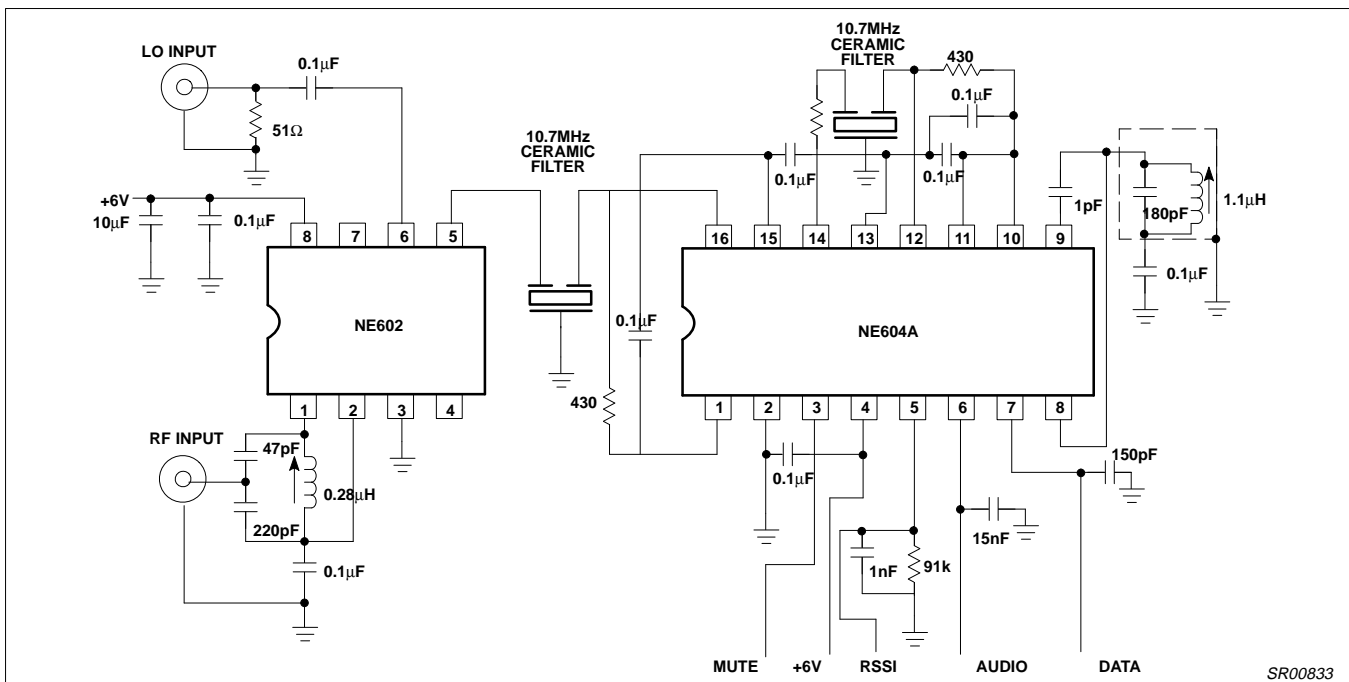 LO INPUT
0.1μF
51Ω
+6V
10μF
0.1μF
8
7
6
5
NE602
1
2
3
4
RF INPUT
47pF
0.28μH
220pF
0.1μF
10.7MHz
CERAMIC
FILTER
10.7MHz
CERAMIC
FILTER
430
0.1μF
0.1μF
0.1μF
1pF
180pF
1.1μH
0.1μF
0.1μF
430
16
15
14
13
12
11
10
9
NE604A
1
2
3
4
5
6
7
8
0.1μF
1nF
91k
15nF
150pF
MUTE
+6V
RSSI
AUDIO
DATA
SR00833